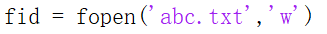 fid = fopen('abc.txt','w')